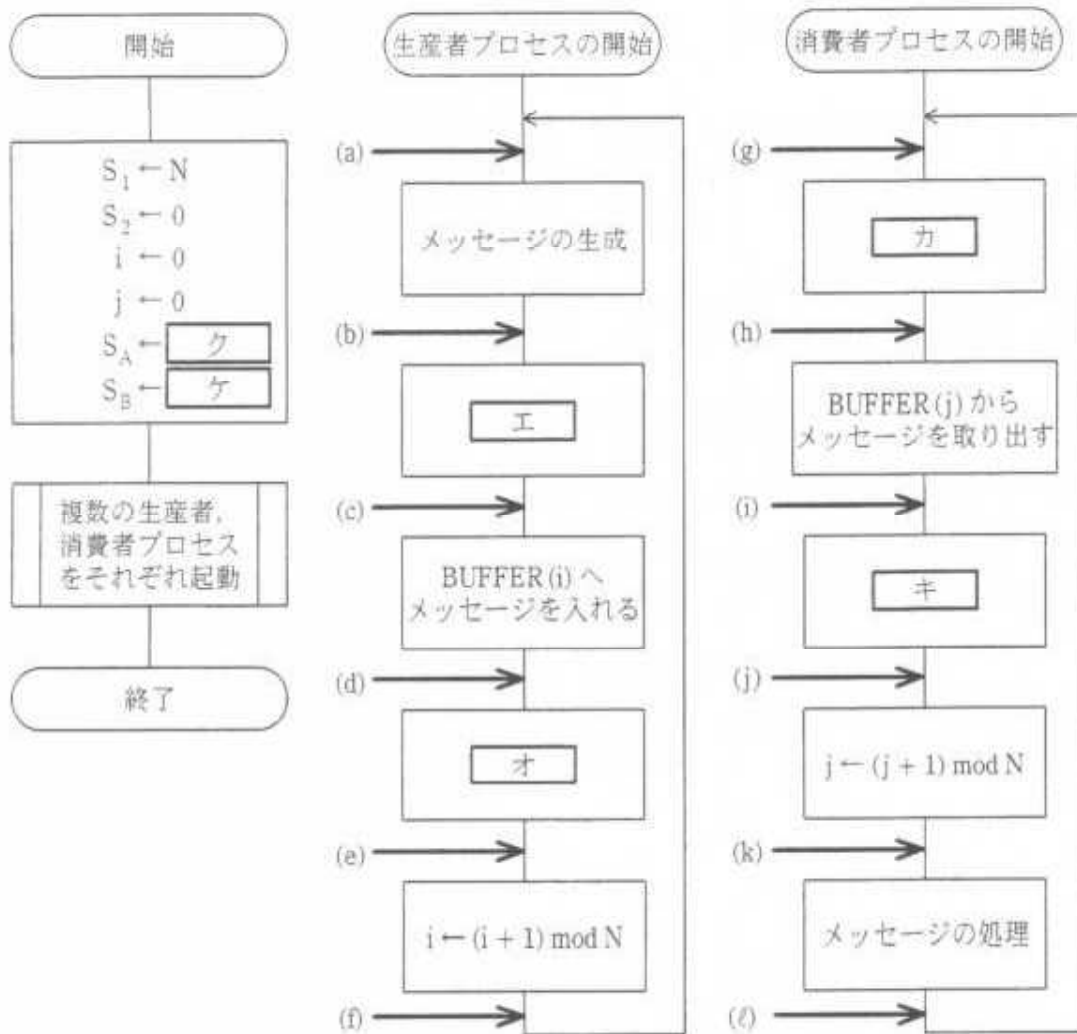 開始
S₁ ← N
S₂ ← 0
i ← 0
j ← 0
S_A ← ク
S_B ← ケ
複数の生産者,
消費者プロセス
をそれぞれ起動
終了
生産者プロセスの開始
(a)
メッセージの生成
(b)
エ
(c)
BUFFER(i)へ
メッセージを入れる
(d)
オ
(e)
i ← (i + 1) mod N
(f)
消費者プロセスの開始
(g)
カ
(h)
BUFFER(j)から
メッセージを取り出す
(i)
キ
(j)
j ← (j + 1) mod N
(k)
メッセージの処理
(ℓ)